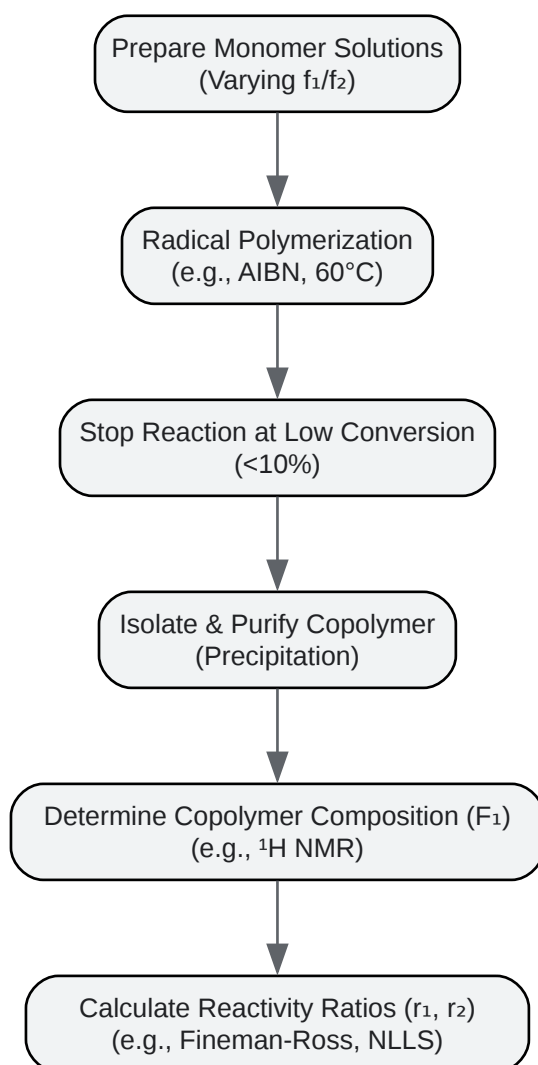 Prepare Monomer Solutions
(Varying f₁/f₂)
Radical Polymerization
(e.g., AIBN, 60°C)
Stop Reaction at Low Conversion
(<10%)
Isolate & Purify Copolymer
(Precipitation)
Determine Copolymer Composition (F₁)
(e.g., ¹H NMR)
Calculate Reactivity Ratios (r₁, r₂)
(e.g., Fineman-Ross, NLLS)